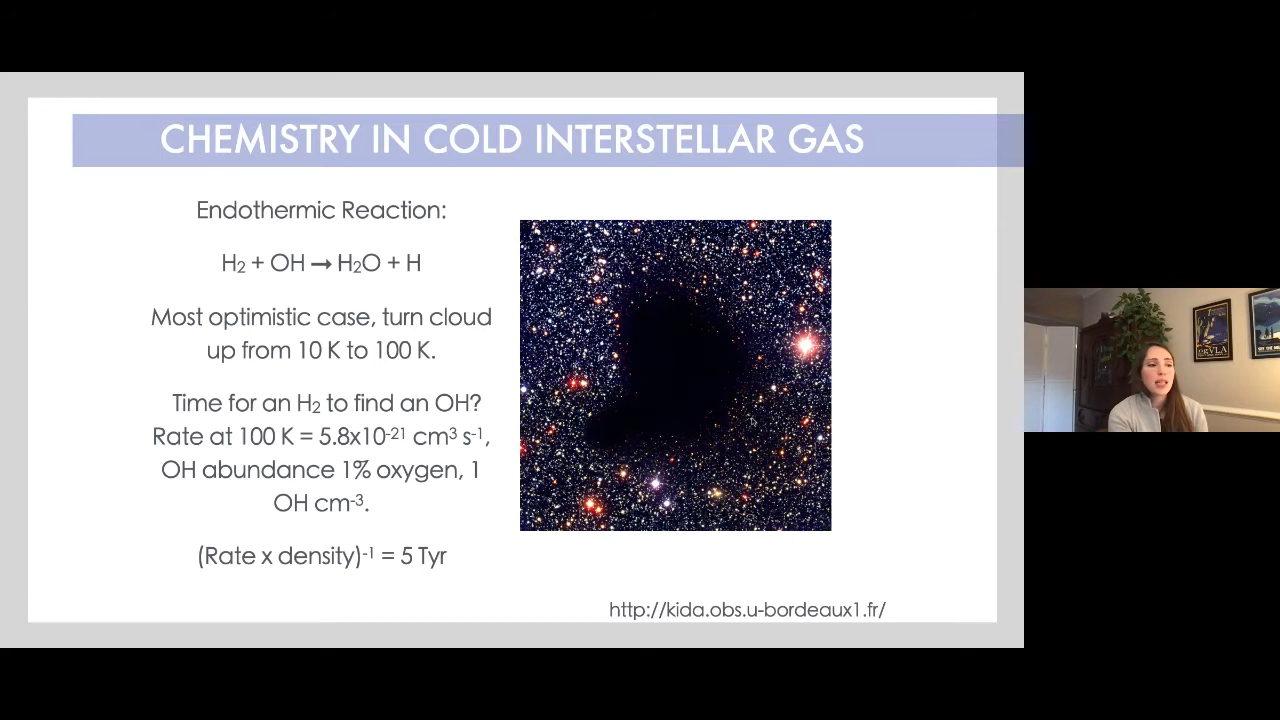 CHEMISTRY IN COLD INTERSTELLAR GAS
Endothermic Reaction:
H₂ + OH → H₂O + H
Most optimistic case, turn cloud
up from 10 K to 100 K.
Time for an H₂ to find an OH?
Rate at 100 K = 5.8x10⁻²¹ cm³ s⁻¹,
OH abundance 1% oxygen, 1
OH cm⁻³.
(Rate x density)⁻¹ = 5 Tyr
http://kida.obs.u-bordeaux1.fr/